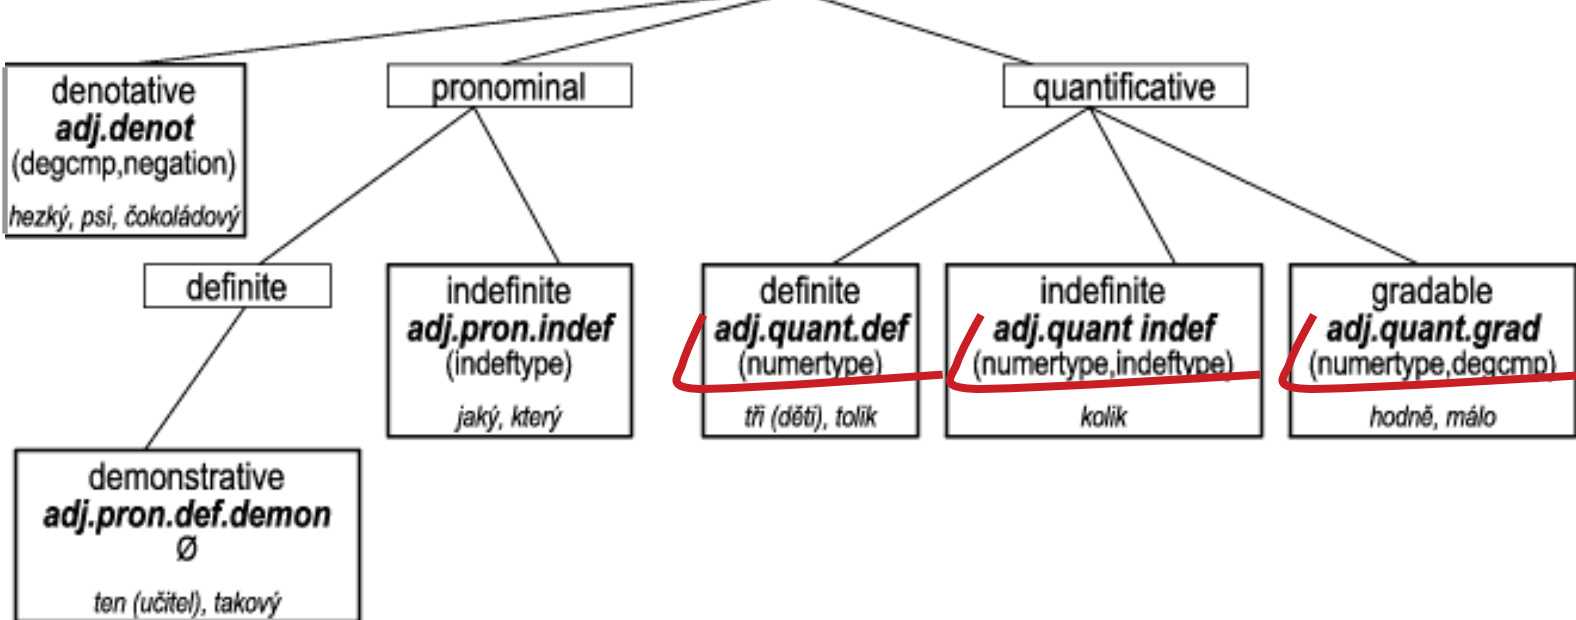 denotative
adj.denot
(degcmp,negation)
hezký, psí, čokoládový
pronominal
quantificative
definite
indefinite
adj.pron.indef
(indeftype)
jaký, který
definite
adj.quant.def
(numertype)
tři (děti), tolik
indefinite
adj.quant indef
(numertype,indeftype)
kolik
gradable
adj.quant.grad
(numertype,degcmp)
hodně, málo
demonstrative
adj.pron.def.demon
Ø
ten (učitel), takový